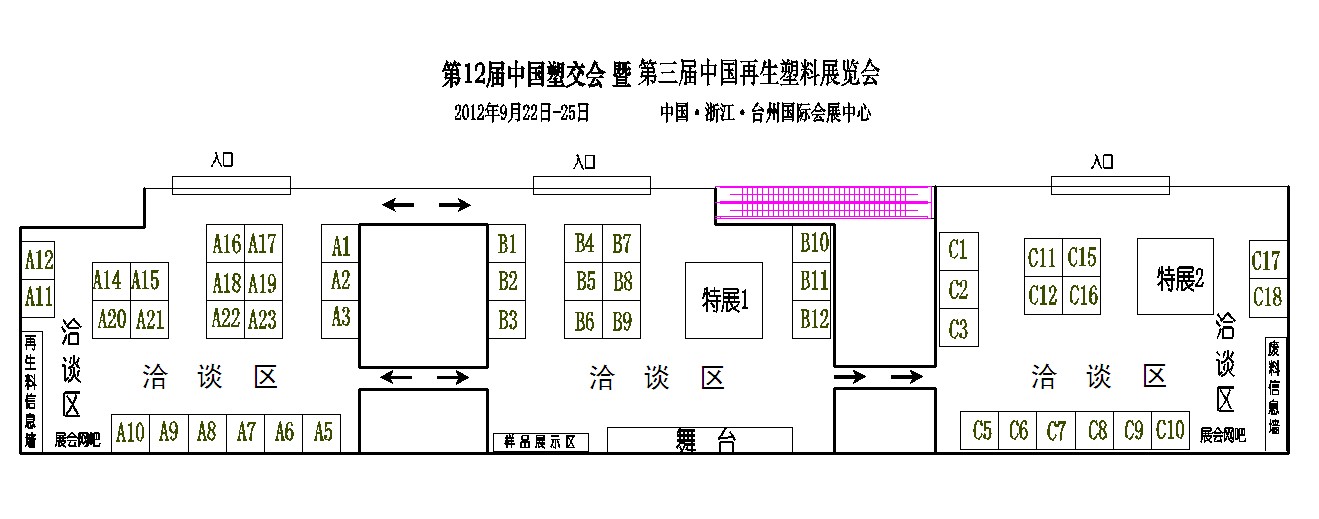 第12届中国塑交会 暨 第三届中国再生塑料展览会
2012年9月22日-25日 中国·浙江·台州国际会展中心
入口 入口 入口
A12
A11
A14 A15
A20 A21
A16 A17
A18 A19
A22 A23
A1
A2
A3
B1
B2
B3
B4 B7
B5 B8
B6 B9
特展1
B10
B11
B12
C1
C2
C3
C11 C15
C12 C16
特展2
C17
C18
再生料信息墙
洽谈区
展会网吧
洽谈区
洽谈区
洽谈区
洽谈区
展会网吧
废料信息墙
A10 A9 A8 A7 A6 A5
样品展示区
舞台
C5 C6 C7 C8 C9 C10